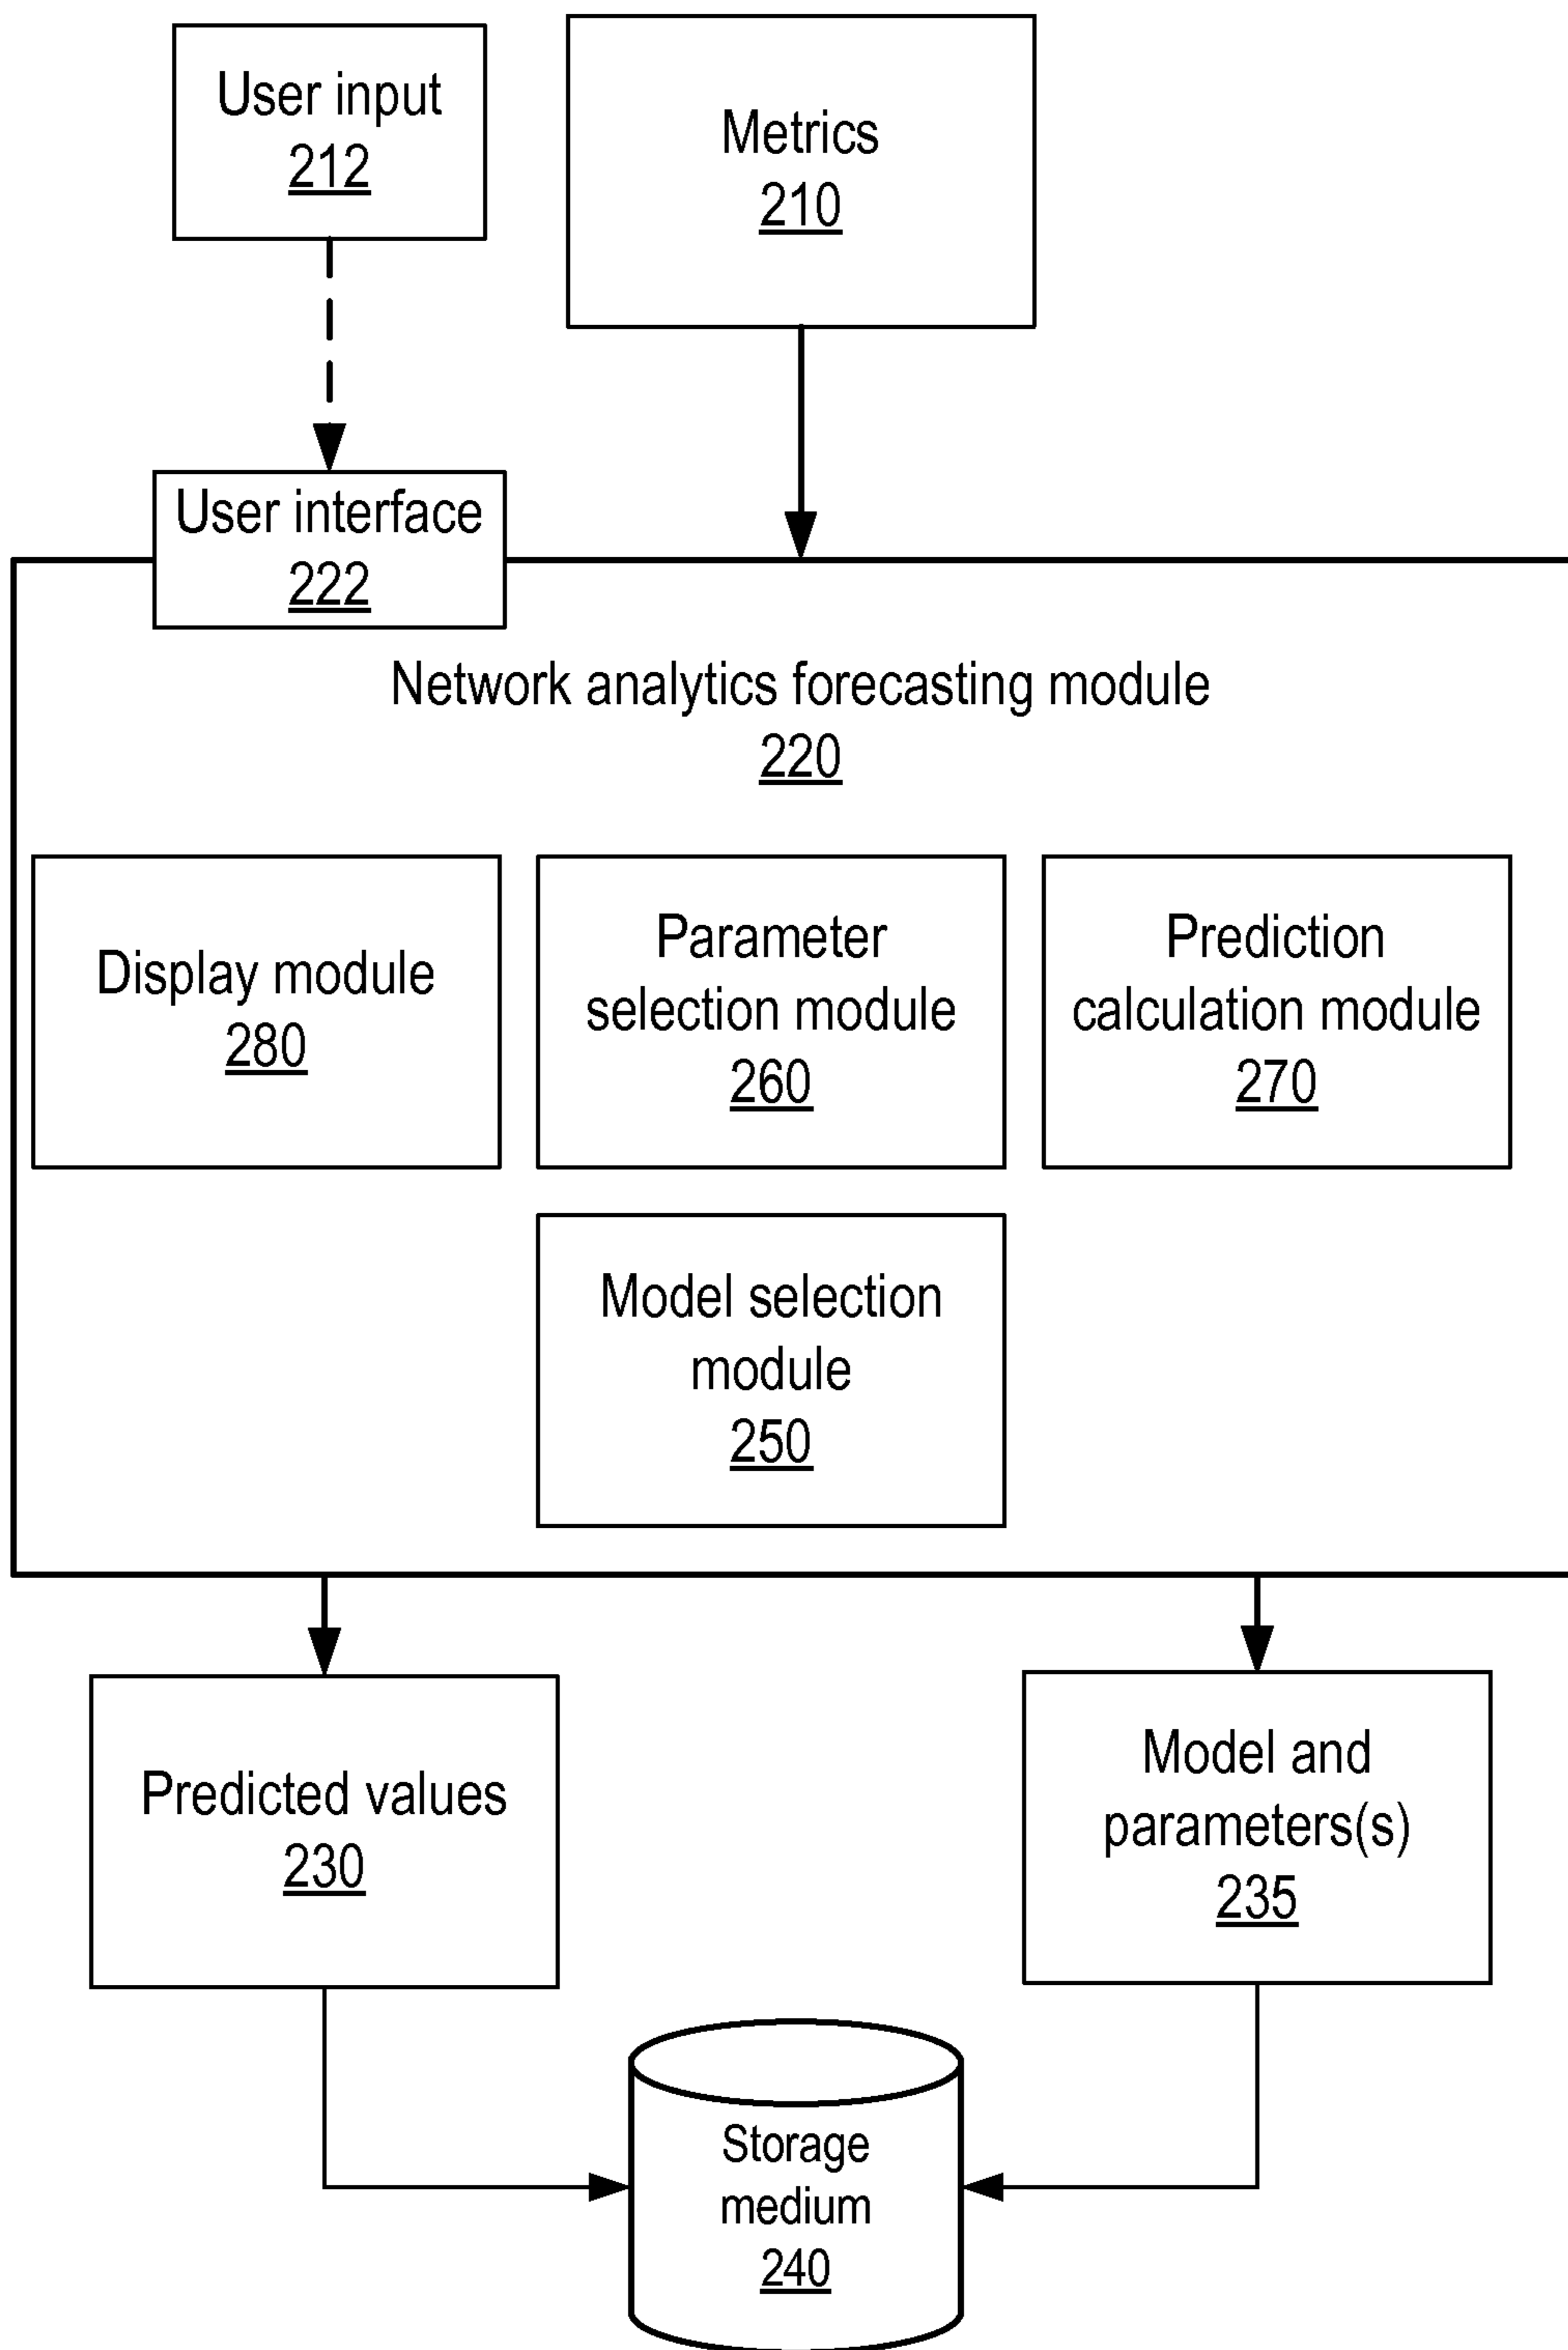 User input
212
Metrics
210
User interface
222
Network analytics forecasting module
220
Display module
280
Parameter
selection module
260
Prediction
calculation module
270
Model selection
module
250
Predicted values
230
Model and
parameters(s)
235
Storage
medium
240